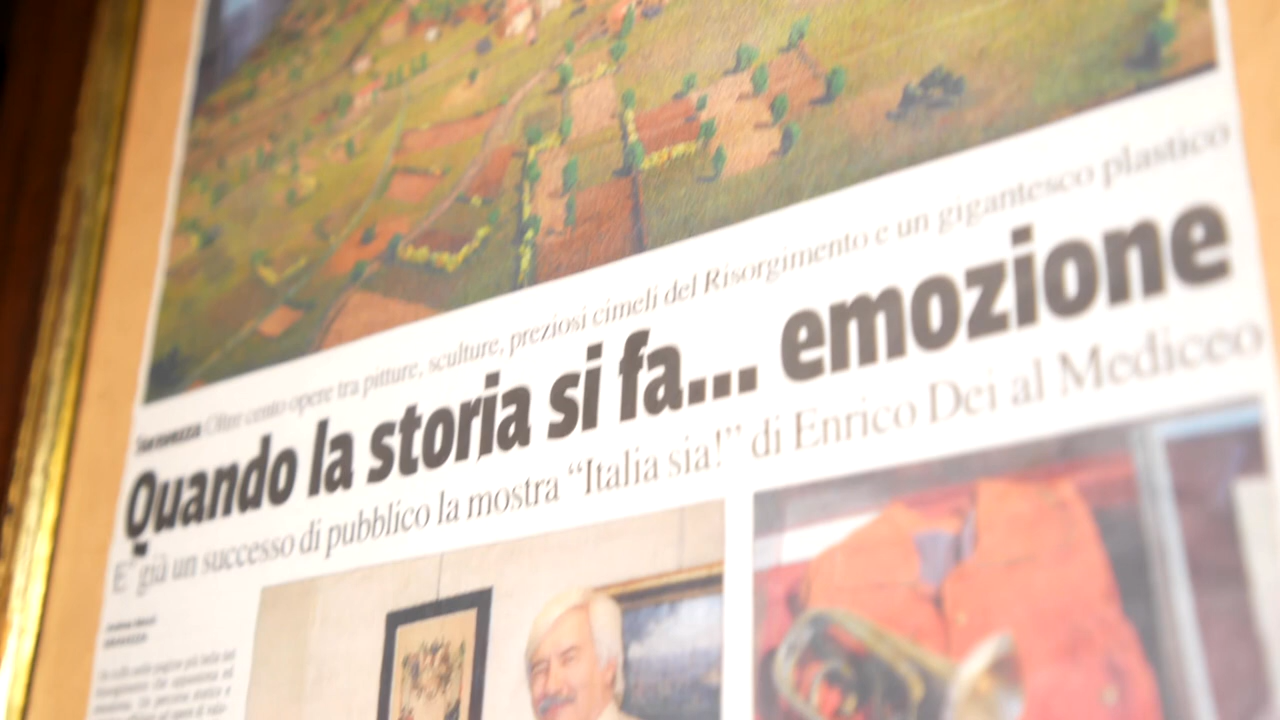 Oltre cento opere tra pitture, sculture, preziosi cimeli del Risorgimento e un gigantesco plastico
Quando la storia si fa... emozione
E' già un successo di pubblico la mostra “Italia sia!” di Enrico Dei al Mediceo